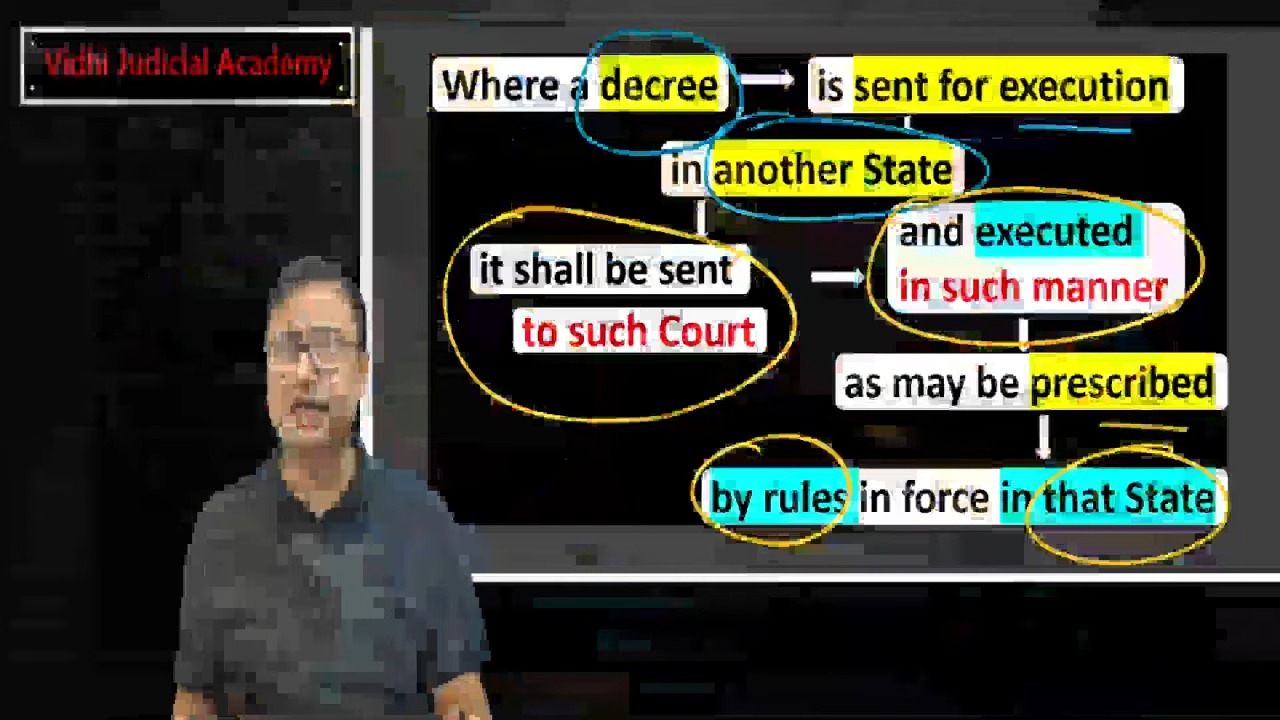 Vidhi Judicial Academy
Where a decree is sent for execution
in another State
it shall be sent
to such Court
and executed
in such manner
as may be prescribed
by rules in force in that State